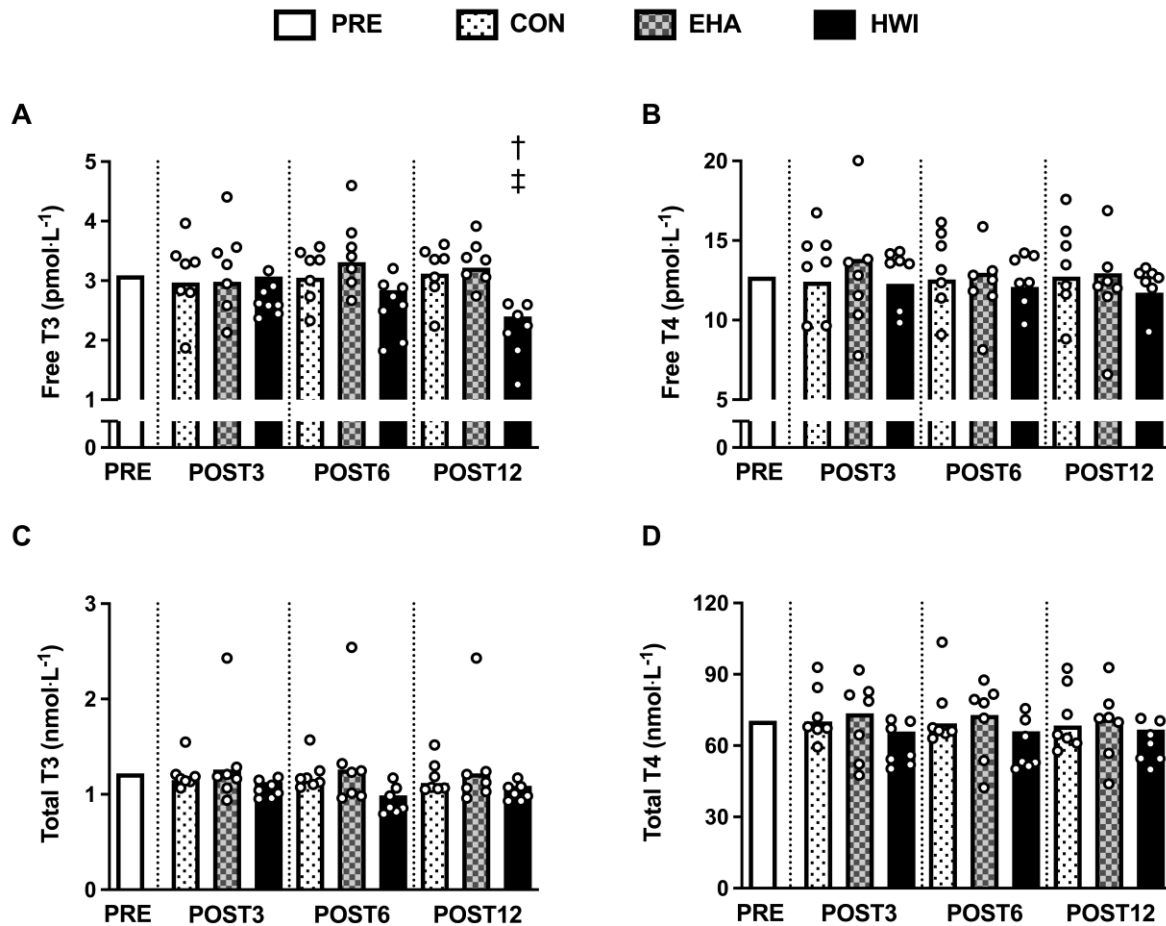 PRE CON EHA HWI
A
Free T3 (pmol·L⁻¹)
5
4
3
2
1
0
†
‡
PRE POST3 POST6 POST12
B
Free T4 (pmol·L⁻¹)
20
15
10
5
0
PRE POST3 POST6 POST12
C
Total T3 (nmol·L⁻¹)
3
2
1
0
PRE POST3 POST6 POST12
D
Total T4 (nmol·L⁻¹)
120
90
60
30
0
PRE POST3 POST6 POST12